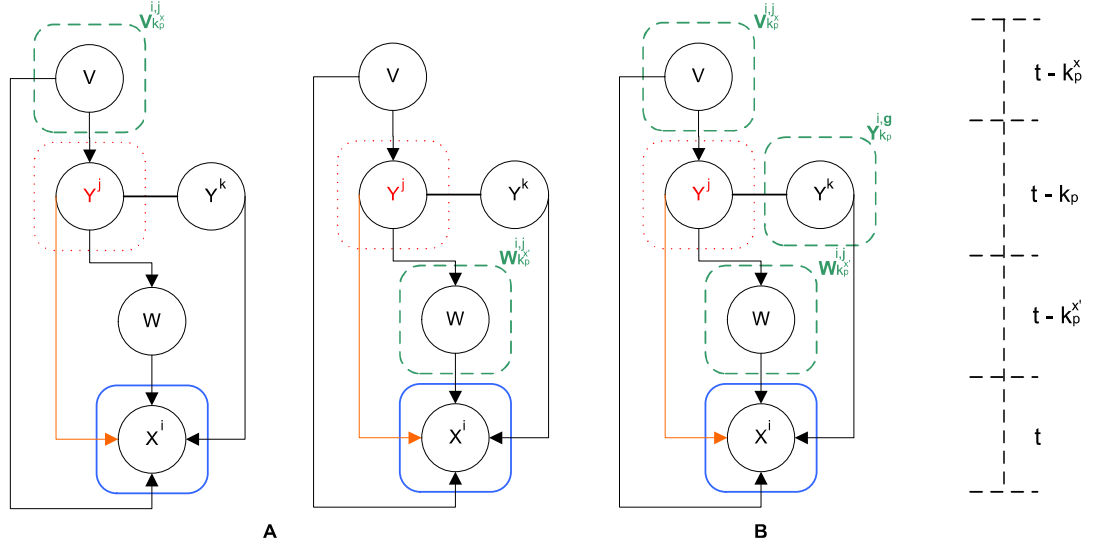 V^{i,j}_{k_p^x}
V
Y^j
Y^k
W
X^i
V
Y^j
Y^k
W^{i,j}_{k_p^{x'}}
W
X^i
A
V^{i,j}_{k_p^x}
V
Y^{i,g}_{k_p}
Y^j
Y^k
W^{i,j}_{k_p^{x'}}
W
X^i
B
t - k_p^x
t - k_p
t - k_p^{x'}
t